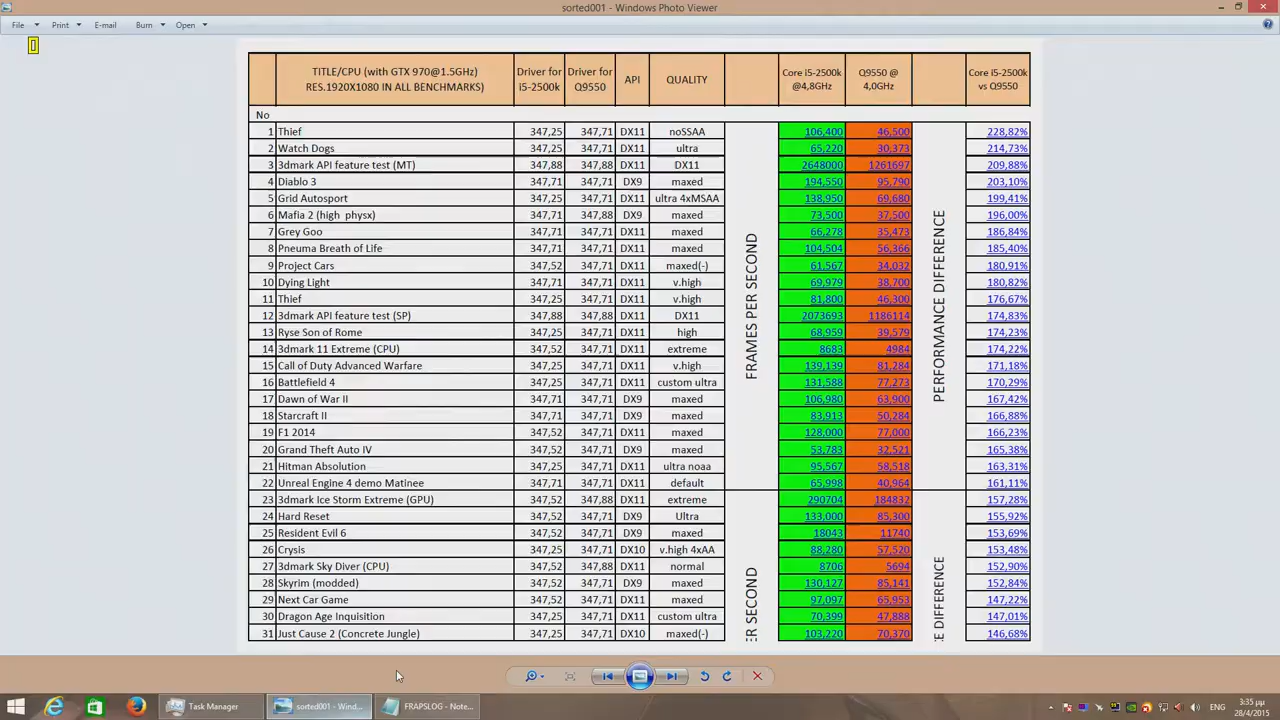 sorted001 - Windows Photo Viewer
File Print E-mail Burn Open
TITLE/CPU (with GTX 970@1.5GHz) RES.1920X1080 IN ALL BENCHMARKS) Driver for i5-2500k Driver for Q9550 API QUALITY Core i5-2500k @4,8GHz Q9550 @ 4,0GHz Core i5-2500k vs Q9550
No
1 Thief 347,25 347,71 DX11 noSSAA 106,400 46,500 228,82%
2 Watch Dogs 347,25 347,71 DX11 ultra 65,220 30,373 214,73%
3 3dmark API feature test (MT) 347,88 347,88 DX11 DX11 2648000 1261697 209,88%
4 Diablo 3 347,71 347,71 DX9 maxed 194,550 95,790 203,10%
5 Grid Autosport 347,25 347,71 DX11 ultra 4xMSAA 138,950 69,680 199,41%
6 Mafia 2 (high physx) 347,71 347,88 DX9 maxed 73,500 37,500 196,00%
7 Grey Goo 347,71 347,71 DX11 maxed 66,278 35,473 186,84%
8 Pneuma Breath of Life 347,71 347,71 DX11 maxed 104,504 56,366 185,40%
9 Project Cars 347,52 347,71 DX11 maxed(-) 61,567 34,032 180,91%
10 Dying Light 347,71 347,71 DX11 v.high 69,979 38,700 180,82%
11 Thief 347,25 347,71 DX11 v.high 81,800 46,300 176,67%
12 3dmark API feature test (SP) 347,88 347,88 DX11 DX11 2073693 1186114 174,83%
13 Ryse Son of Rome 347,25 347,71 DX11 high 68,959 39,579 174,23%
14 3dmark 11 Extreme (CPU) 347,52 347,71 DX11 extreme 8683 4984 174,22%
15 Call of Duty Advanced Warfare 347,25 347,71 DX11 v.high 139,139 81,284 171,18%
16 Battlefield 4 347,25 347,71 DX11 custom ultra 131,588 77,273 170,29%
17 Dawn of War II 347,71 347,71 DX9 maxed 106,980 63,900 167,42%
18 Starcraft II 347,71 347,71 DX9 maxed 83,913 50,284 166,88%
19 F1 2014 347,52 347,71 DX11 maxed 128,000 77,000 166,23%
20 Grand Theft Auto IV 347,52 347,71 DX9 maxed 53,783 32,521 165,38%
21 Hitman Absolution 347,25 347,71 DX11 ultra noaa 95,567 58,518 163,31%
22 Unreal Engine 4 demo Matinee 347,71 347,71 DX11 default 65,998 40,964 161,11%
23 3dmark Ice Storm Extreme (GPU) 347,52 347,88 DX11 extreme 290704 184832 157,28%
24 Hard Reset 347,52 347,71 DX9 Ultra 133,000 85,300 155,92%
25 Resident Evil 6 347,52 347,71 DX9 maxed 18043 11740 153,69%
26 Crysis 347,25 347,71 DX10 v.high 4xAA 88,280 57,520 153,48%
27 3dmark Sky Diver (CPU) 347,52 347,88 DX11 normal 8706 5694 152,90%
28 Skyrim (modded) 347,52 347,71 DX9 maxed 130,127 85,141 152,84%
29 Next Car Game 347,52 347,71 DX11 maxed 97,097 65,953 147,22%
30 Dragon Age Inquisition 347,25 347,71 DX11 custom ultra 70,399 47,888 147,01%
31 Just Cause 2 (Concrete Jungle) 347,25 347,71 DX10 maxed(-) 103,220 70,370 146,68%
FRAMES PER SECOND
PERFORMANCE DIFFERENCE
ER SECOND
E DIFFERENCE
Task Manager sorted001 - Wind... FRAPSLOG - Note... ENG 3:35 μμ
28/4/2015